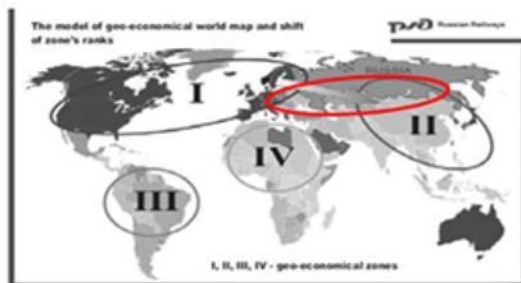 The model of geo-economical world map and shift
of zone's ranks
Russian Railways
RUSSIA
I
II
IV
III
I, II, III, IV - geo-economical zones